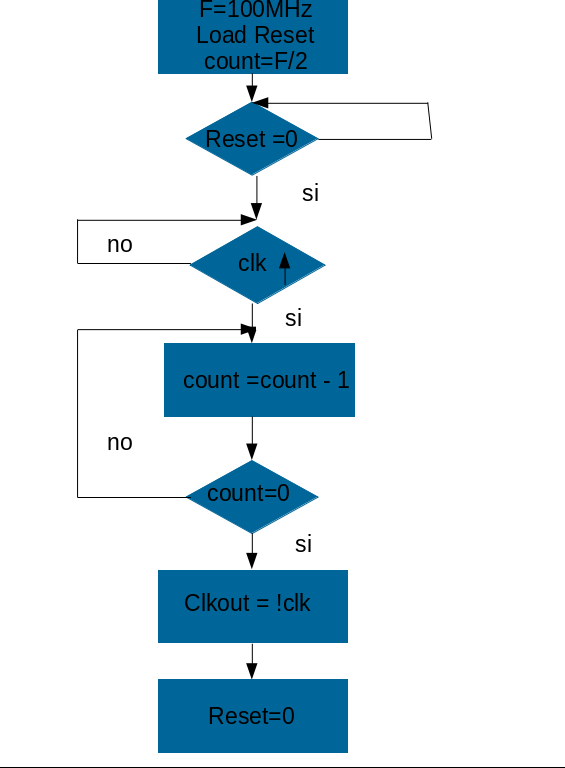 F=100MHz
Load Reset
count=F/2
Reset =0
si
no
clk
si
count =count - 1
no
count=0
si
Clkout = !clk
Reset=0